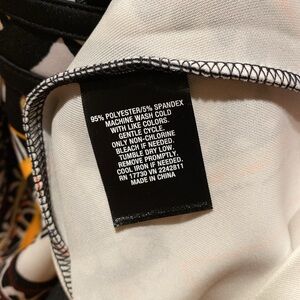 95% POLYESTER/5% SPANDEX
MACHINE WASH COLD
WITH LIKE COLORS.
GENTLE CYCLE.
ONLY NON-CHLORINE
BLEACH IF NEEDED.
TUMBLE DRY LOW.
REMOVE PROMPTLY.
COOL IRON IF NEEDED.
RN 17730 VN 2242811
MADE IN CHINA